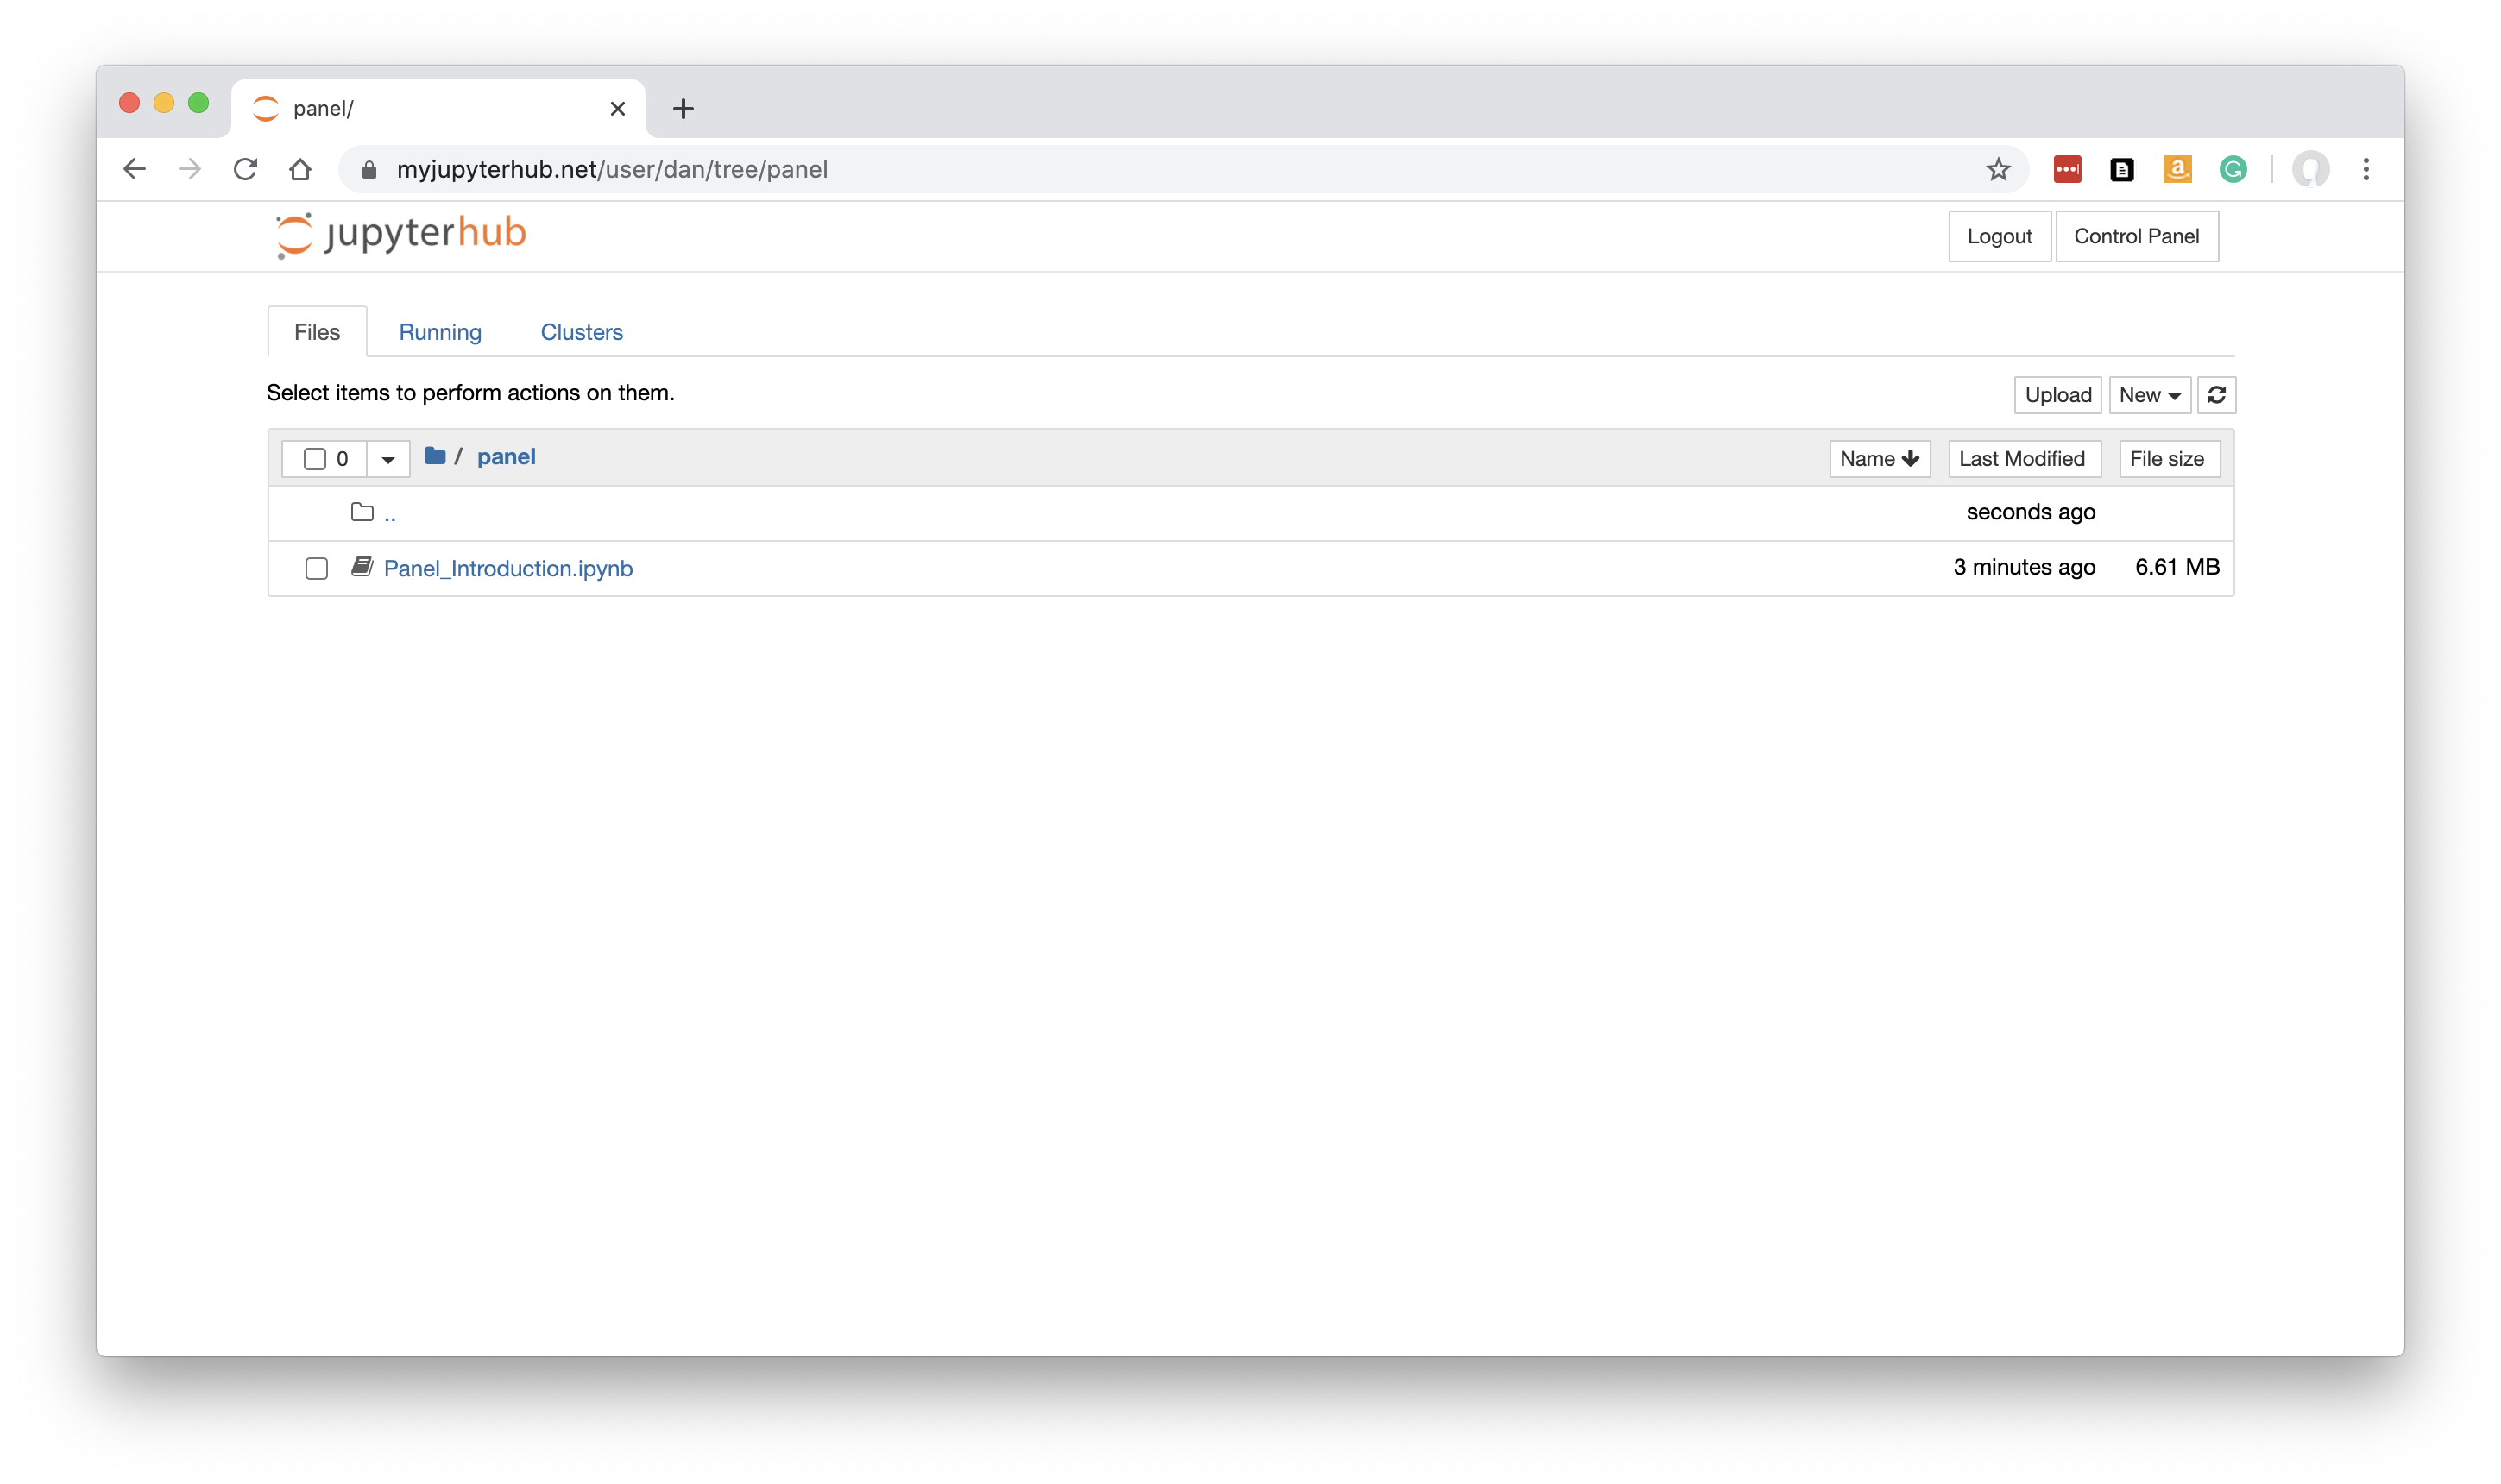 panel/
myjupyterhub.net/user/dan/tree/panel
jupyterhub
Logout Control Panel
Files Running Clusters
Select items to perform actions on them. Upload New
0 / panel Name Last Modified File size
.. seconds ago
Panel_Introduction.ipynb 3 minutes ago 6.61 MB